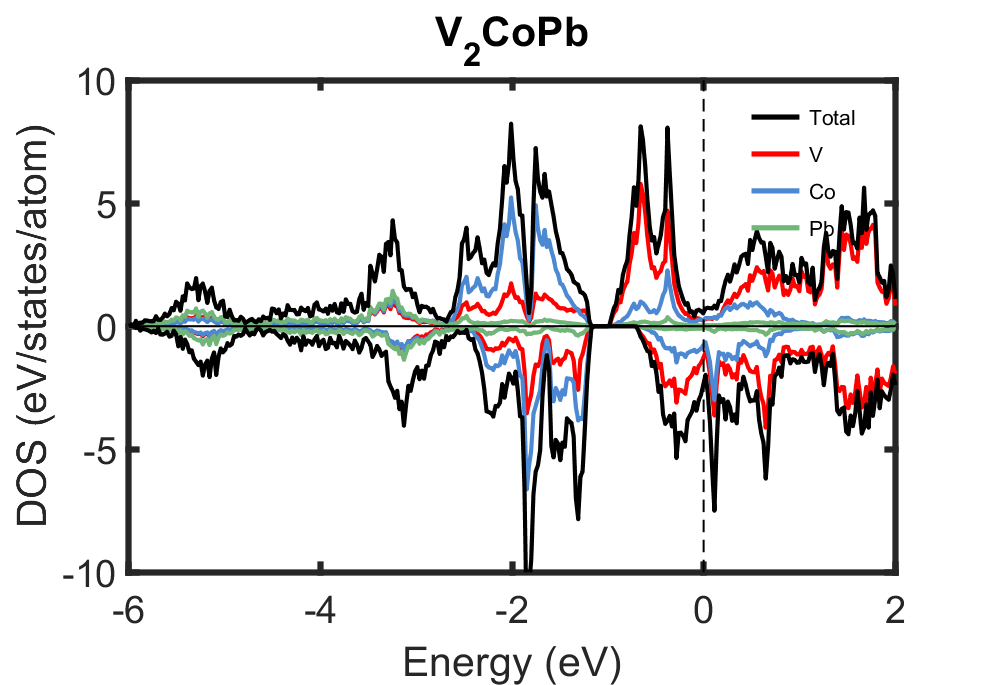 V2CoPb
DOS (eV/states/atom)
10
5
0
-5
-10
Total
V
Co
Pb
-6
-4
-2
0
2
Energy (eV)